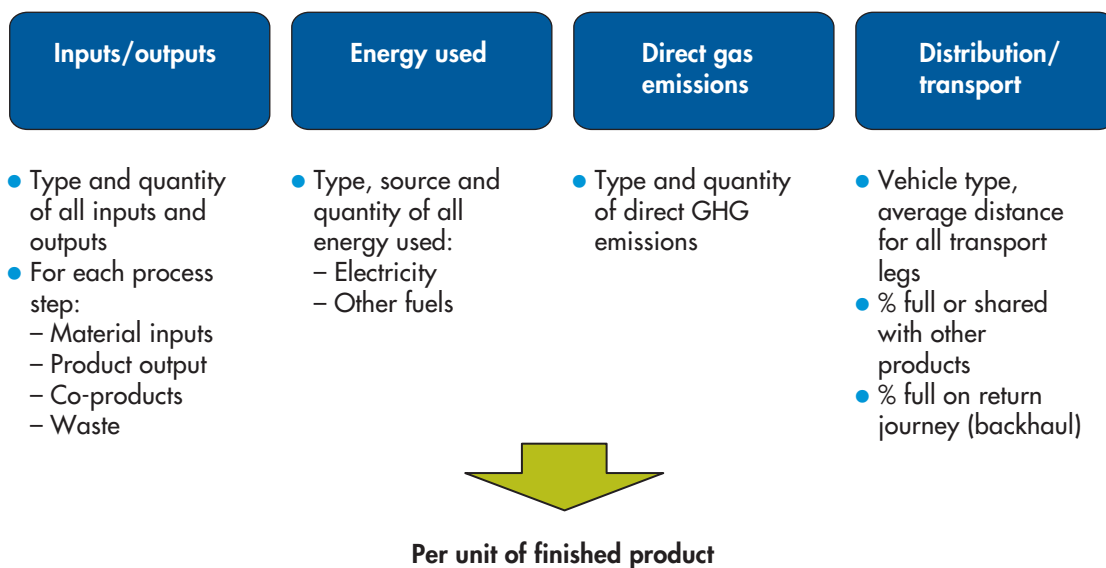 Inputs/outputs
Energy used
Direct gas
emissions
Distribution/
transport
● Type and quantity
of all inputs and
outputs
● For each process
step:
– Material inputs
– Product output
– Co-products
– Waste
● Type, source and
quantity of all
energy used:
– Electricity
– Other fuels
● Type and quantity
of direct GHG
emissions
● Vehicle type,
average distance
for all transport
legs
● % full or shared
with other
products
● % full on return
journey (backhaul)
Per unit of finished product